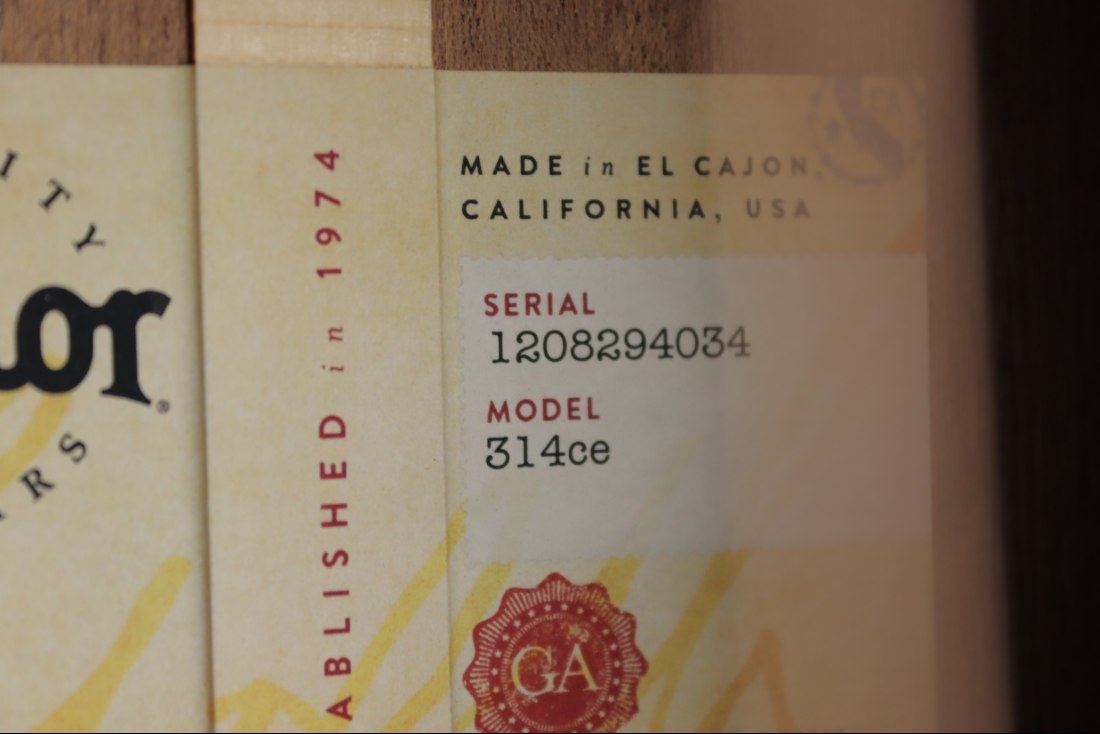 MADE in EL CAJON,
CALIFORNIA, USA
SERIAL
1208294034
MODEL
314ce
GA
ABLISHED in 1974
ITY
lor®
RS